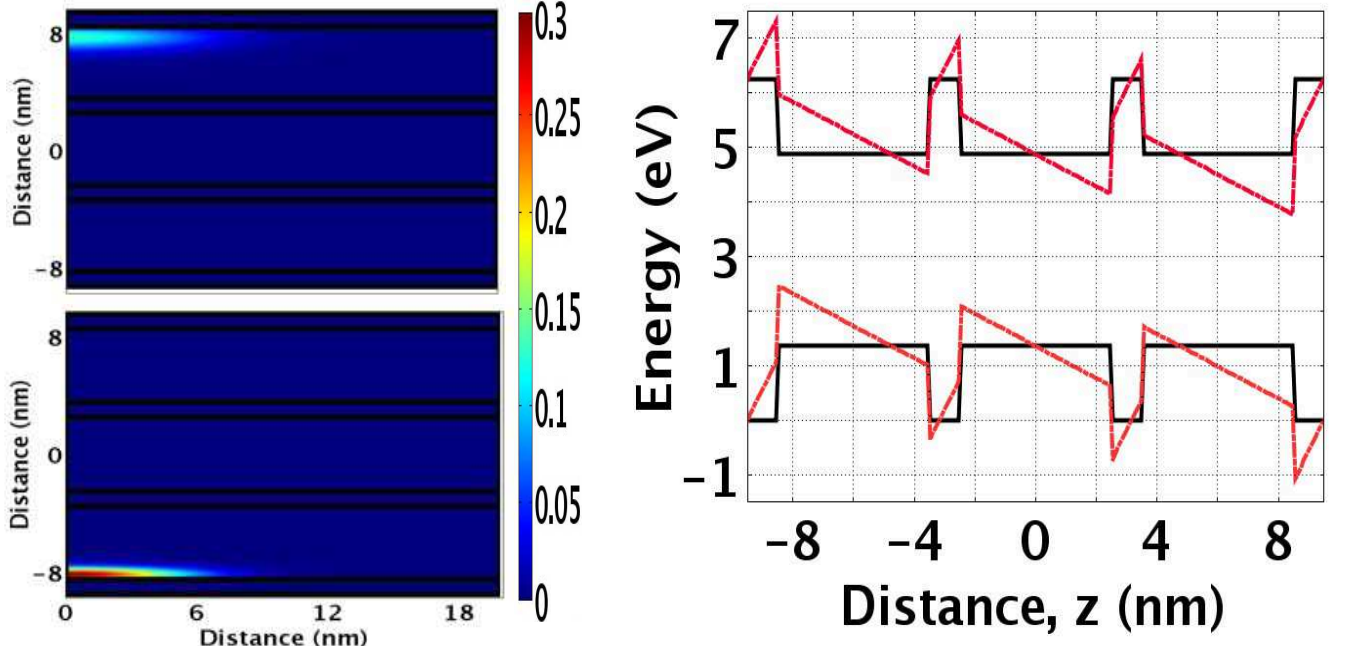 8
0
−8
Distance (nm)
8
0
−8
Distance (nm)
0 6 12 18
Distance (nm)
0.3
0.25
0.2
0.15
0.1
0.05
0
7
5
3
1
−1
Energy (eV)
−8 −4 0 4 8
Distance, z (nm)